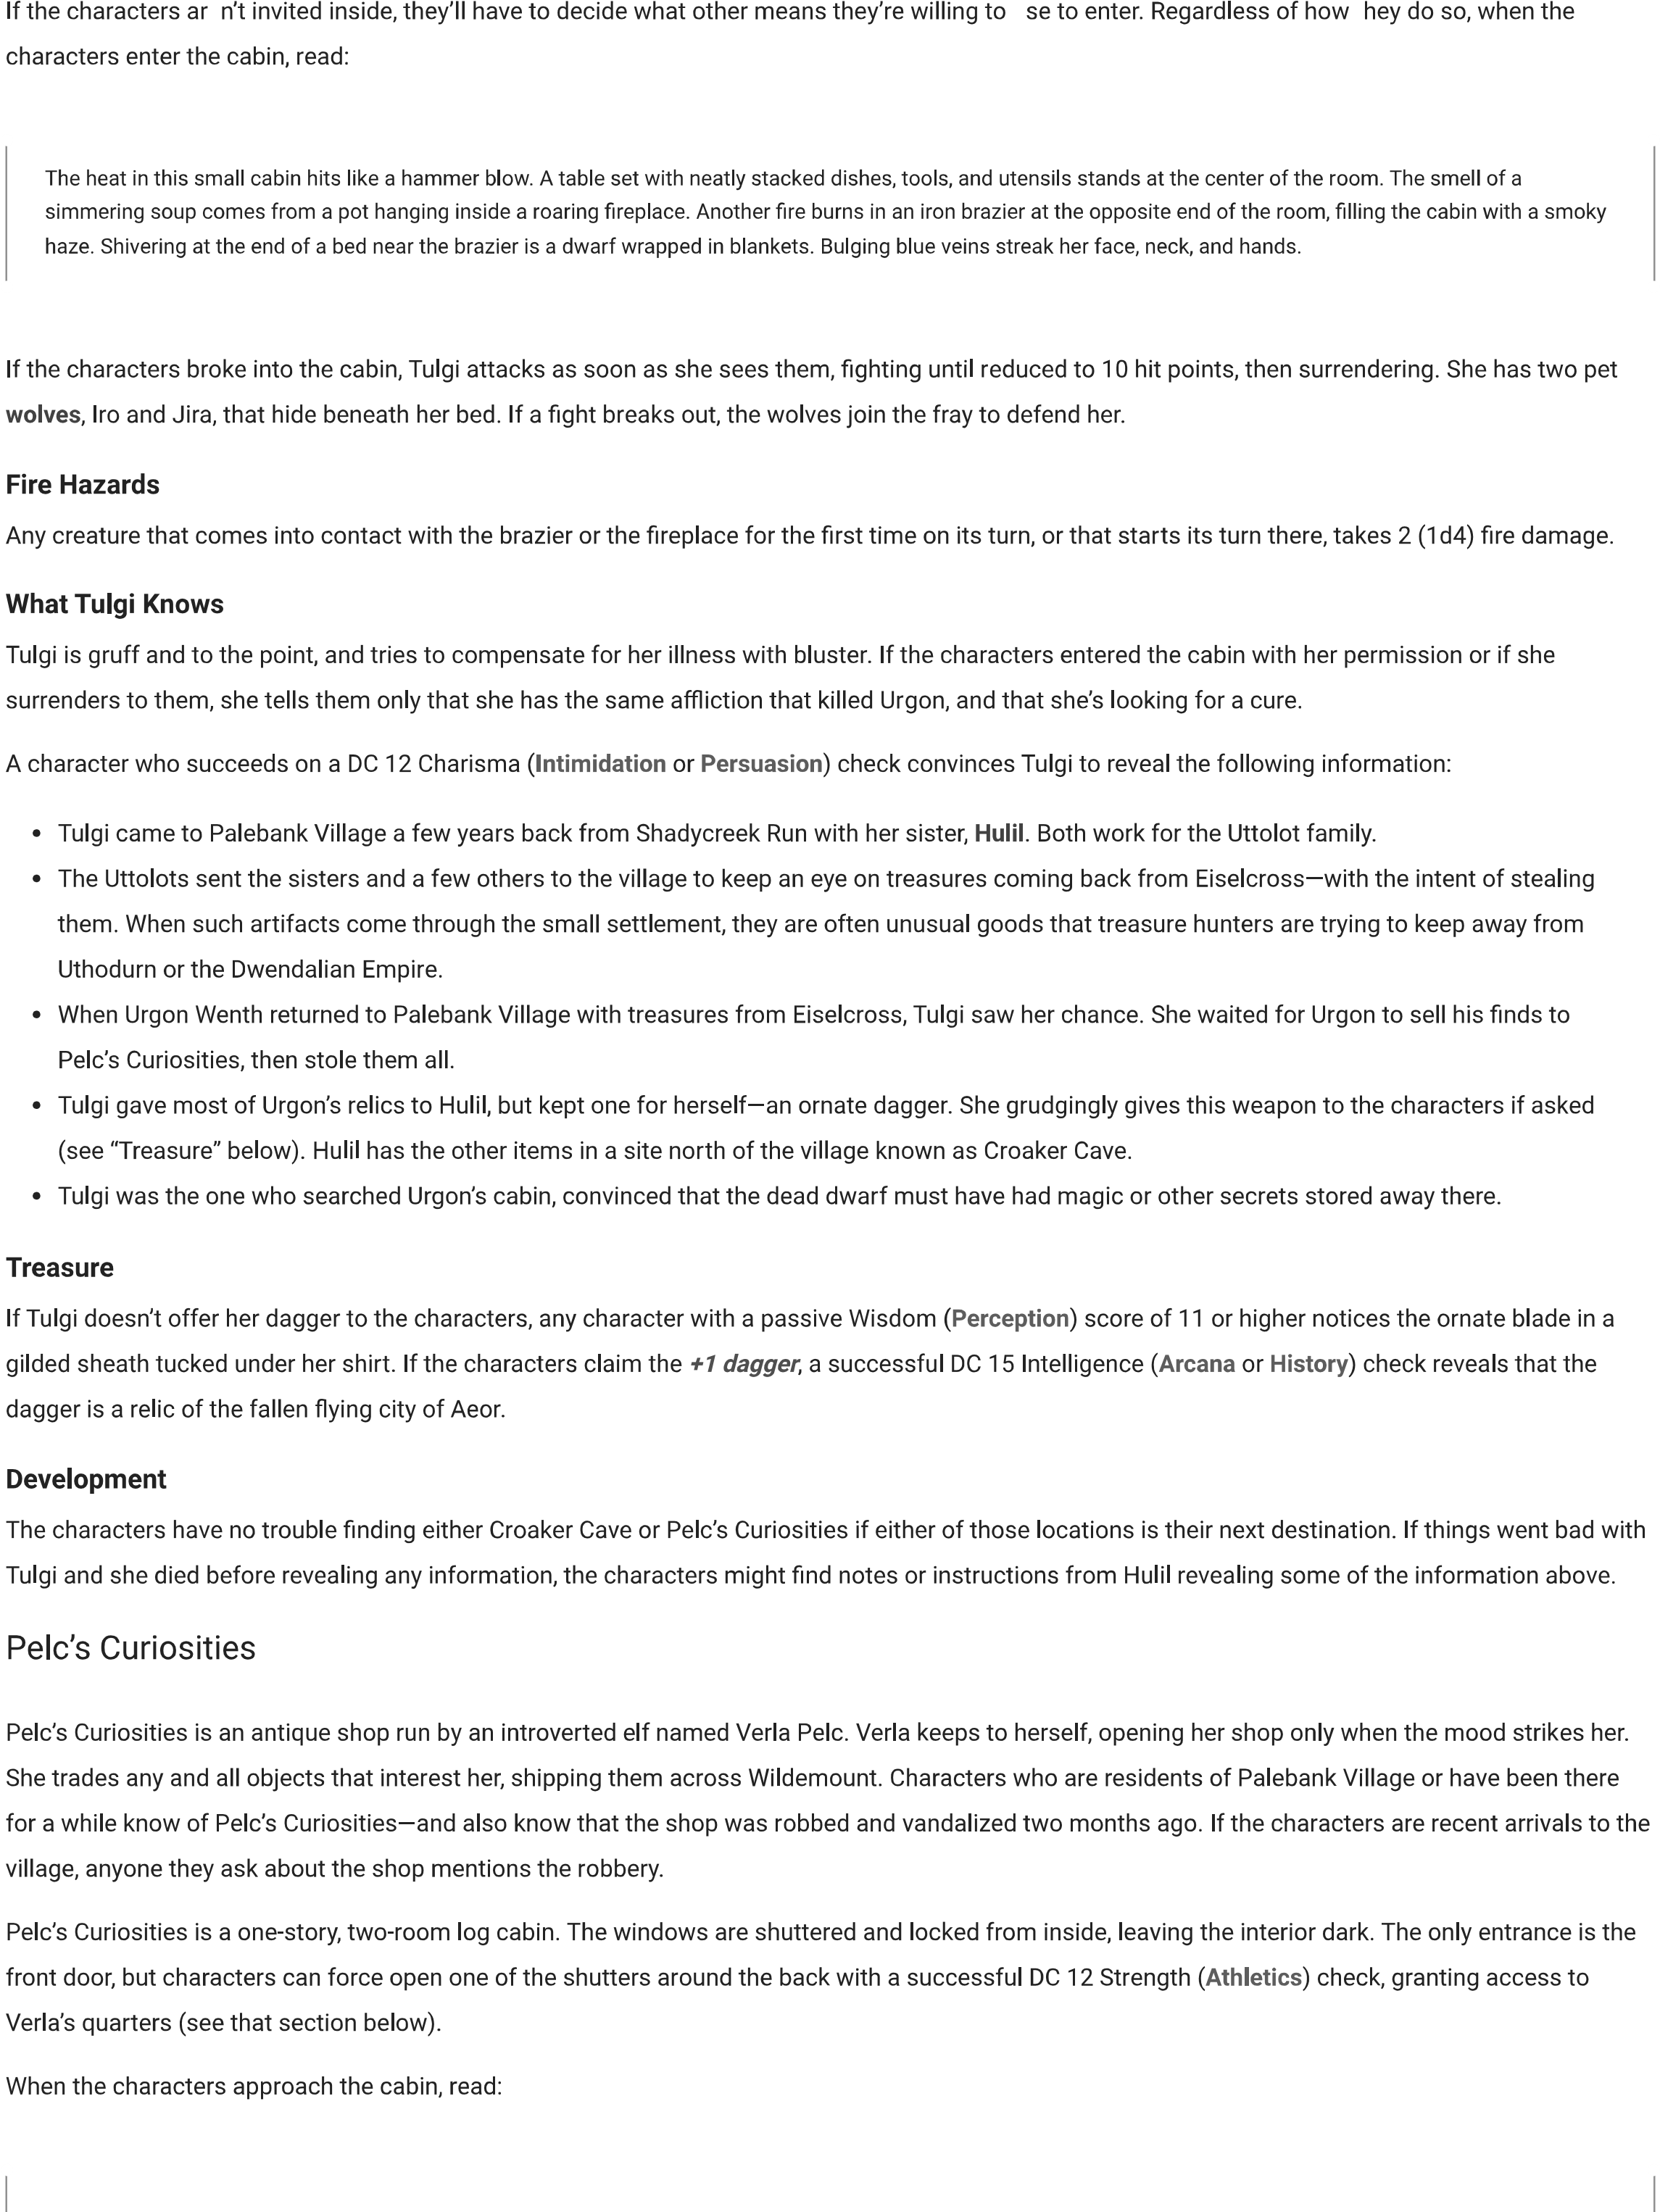 If the characters ar n’t invited inside, they’ll have to decide what other means they’re willing to se to enter. Regardless of how hey do so, when the
characters enter the cabin, read:
The heat in this small cabin hits like a hammer blow. A table set with neatly stacked dishes, tools, and utensils stands at the center of the room. The smell of a
simmering soup comes from a pot hanging inside a roaring fireplace. Another fire burns in an iron brazier at the opposite end of the room, filling the cabin with a smoky
haze. Shivering at the end of a bed near the brazier is a dwarf wrapped in blankets. Bulging blue veins streak her face, neck, and hands.
If the characters broke into the cabin, Tulgi attacks as soon as she sees them, fighting until reduced to 10 hit points, then surrendering. She has two pet
wolves, Iro and Jira, that hide beneath her bed. If a fight breaks out, the wolves join the fray to defend her.
Fire Hazards
Any creature that comes into contact with the brazier or the fireplace for the first time on its turn, or that starts its turn there, takes 2 (1d4) fire damage.
What Tulgi Knows
Tulgi is gruff and to the point, and tries to compensate for her illness with bluster. If the characters entered the cabin with her permission or if she
surrenders to them, she tells them only that she has the same affliction that killed Urgon, and that she’s looking for a cure.
A character who succeeds on a DC 12 Charisma (Intimidation or Persuasion) check convinces Tulgi to reveal the following information:
• Tulgi came to Palebank Village a few years back from Shadycreek Run with her sister, Hulil. Both work for the Uttolot family.
• The Uttolots sent the sisters and a few others to the village to keep an eye on treasures coming back from Eiselcross—with the intent of stealing
them. When such artifacts come through the small settlement, they are often unusual goods that treasure hunters are trying to keep away from
Uthodurn or the Dwendalian Empire.
• When Urgon Wenth returned to Palebank Village with treasures from Eiselcross, Tulgi saw her chance. She waited for Urgon to sell his finds to
Pelc’s Curiosities, then stole them all.
• Tulgi gave most of Urgon’s relics to Hulil, but kept one for herself—an ornate dagger. She grudgingly gives this weapon to the characters if asked
(see “Treasure” below). Hulil has the other items in a site north of the village known as Croaker Cave.
• Tulgi was the one who searched Urgon’s cabin, convinced that the dead dwarf must have had magic or other secrets stored away there.
Treasure
If Tulgi doesn’t offer her dagger to the characters, any character with a passive Wisdom (Perception) score of 11 or higher notices the ornate blade in a
gilded sheath tucked under her shirt. If the characters claim the +1 dagger, a successful DC 15 Intelligence (Arcana or History) check reveals that the
dagger is a relic of the fallen flying city of Aeor.
Development
The characters have no trouble finding either Croaker Cave or Pelc’s Curiosities if either of those locations is their next destination. If things went bad with
Tulgi and she died before revealing any information, the characters might find notes or instructions from Hulil revealing some of the information above.
Pelc’s Curiosities
Pelc’s Curiosities is an antique shop run by an introverted elf named Verla Pelc. Verla keeps to herself, opening her shop only when the mood strikes her.
She trades any and all objects that interest her, shipping them across Wildemount. Characters who are residents of Palebank Village or have been there
for a while know of Pelc’s Curiosities—and also know that the shop was robbed and vandalized two months ago. If the characters are recent arrivals to the
village, anyone they ask about the shop mentions the robbery.
Pelc’s Curiosities is a one-story, two-room log cabin. The windows are shuttered and locked from inside, leaving the interior dark. The only entrance is the
front door, but characters can force open one of the shutters around the back with a successful DC 12 Strength (Athletics) check, granting access to
Verla’s quarters (see that section below).
When the characters approach the cabin, read: